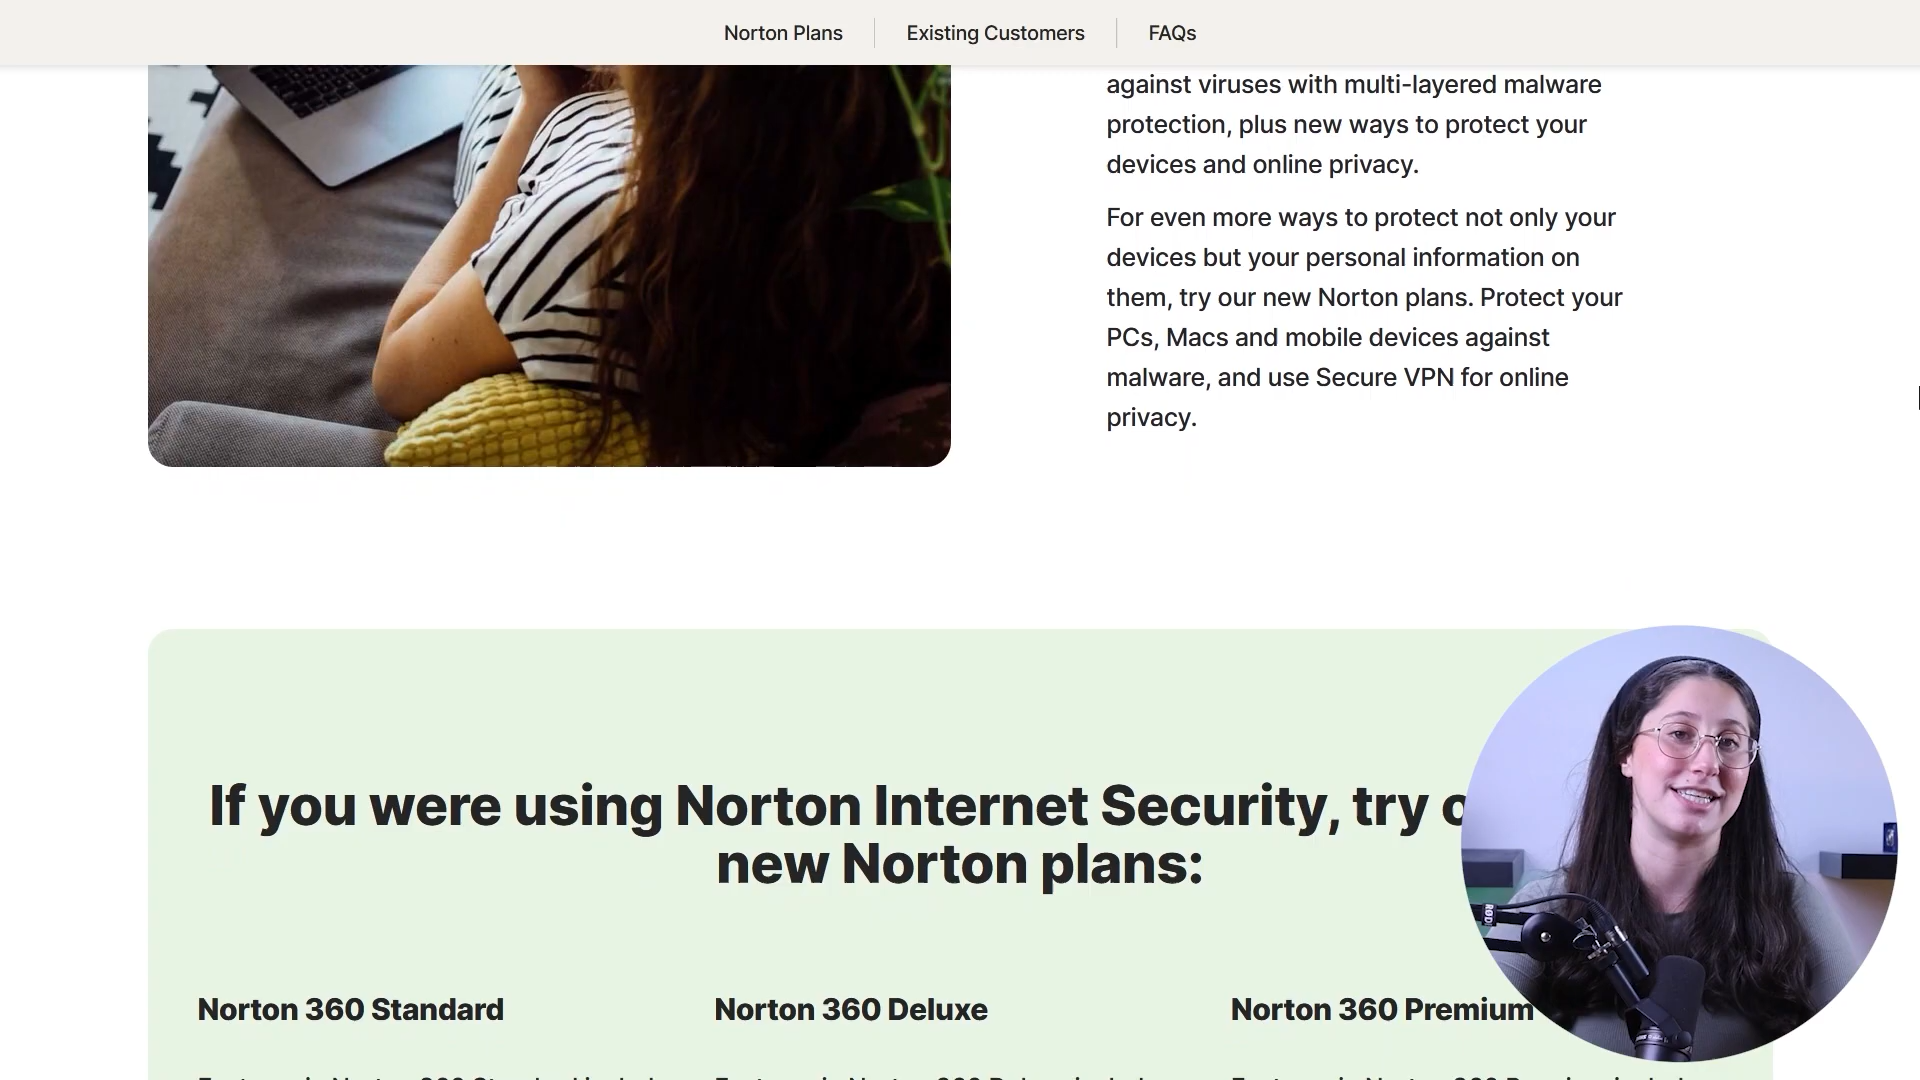 Norton Plans
Existing Customers
FAQs
against viruses with multi-layered malware
protection, plus new ways to protect your
devices and online privacy.
For even more ways to protect not only your
devices but your personal information on
them, try our new Norton plans. Protect your
PCs, Macs and mobile devices against
malware, and use Secure VPN for online
privacy.
If you were using Norton Internet Security, try
new Norton plans:
Norton 360 Standard
Norton 360 Deluxe
Norton 360 Premium
RØDE